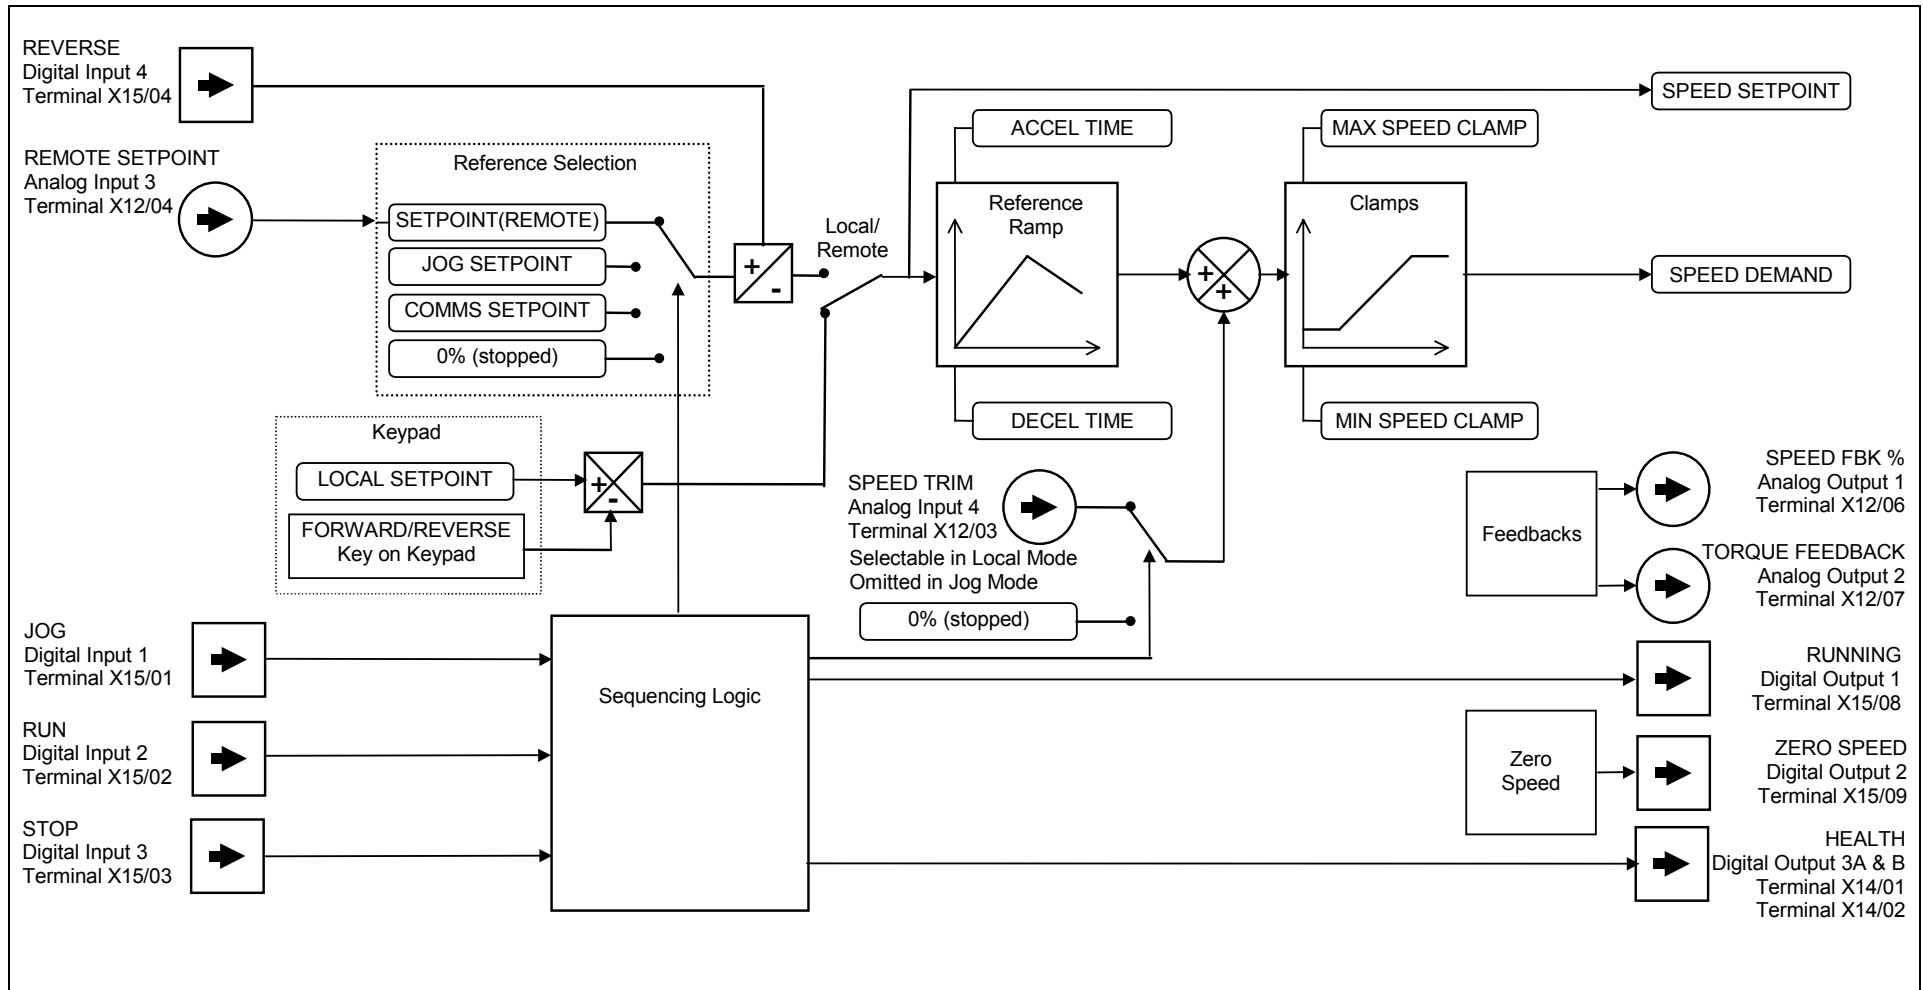 REVERSE
Digital Input 4
Terminal X15/04
REMOTE SETPOINT
Analog Input 3
Terminal X12/04
Reference Selection
SETPOINT(REMOTE)
JOG SETPOINT
COMMS SETPOINT
0% (stopped)
+
-
Local/
Remote
Keypad
LOCAL SETPOINT
FORWARD/REVERSE
Key on Keypad
+
-
ACCEL TIME
Reference
Ramp
DECEL TIME
+
+
MAX SPEED CLAMP
Clamps
MIN SPEED CLAMP
SPEED SETPOINT
SPEED DEMAND
SPEED TRIM
Analog Input 4
Terminal X12/03
Selectable in Local Mode
Omitted in Jog Mode
0% (stopped)
Feedbacks
SPEED FBK %
Analog Output 1
Terminal X12/06
TORQUE FEEDBACK
Analog Output 2
Terminal X12/07
JOG
Digital Input 1
Terminal X15/01
RUN
Digital Input 2
Terminal X15/02
STOP
Digital Input 3
Terminal X15/03
Sequencing Logic
RUNNING
Digital Output 1
Terminal X15/08
Zero
Speed
ZERO SPEED
Digital Output 2
Terminal X15/09
HEALTH
Digital Output 3A & B
Terminal X14/01
Terminal X14/02